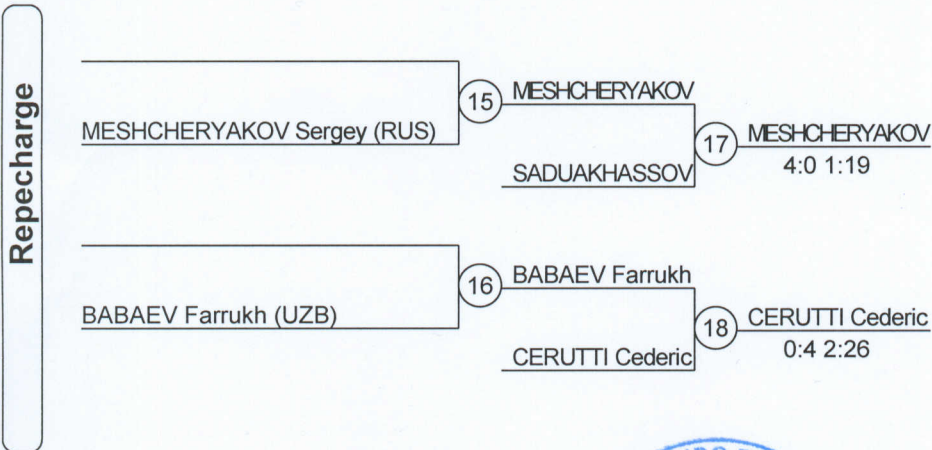 Repecharge
MESHCHERYAKOV Sergey (RUS)
15
MESHCHERYAKOV
SADUAKHASSOV
17
MESHCHERYAKOV
4:0 1:19
BABAEV Farrukh (UZB)
16
BABAEV Farrukh
CERUTTI Cederic
18
CERUTTI Cederic
0:4 2:26